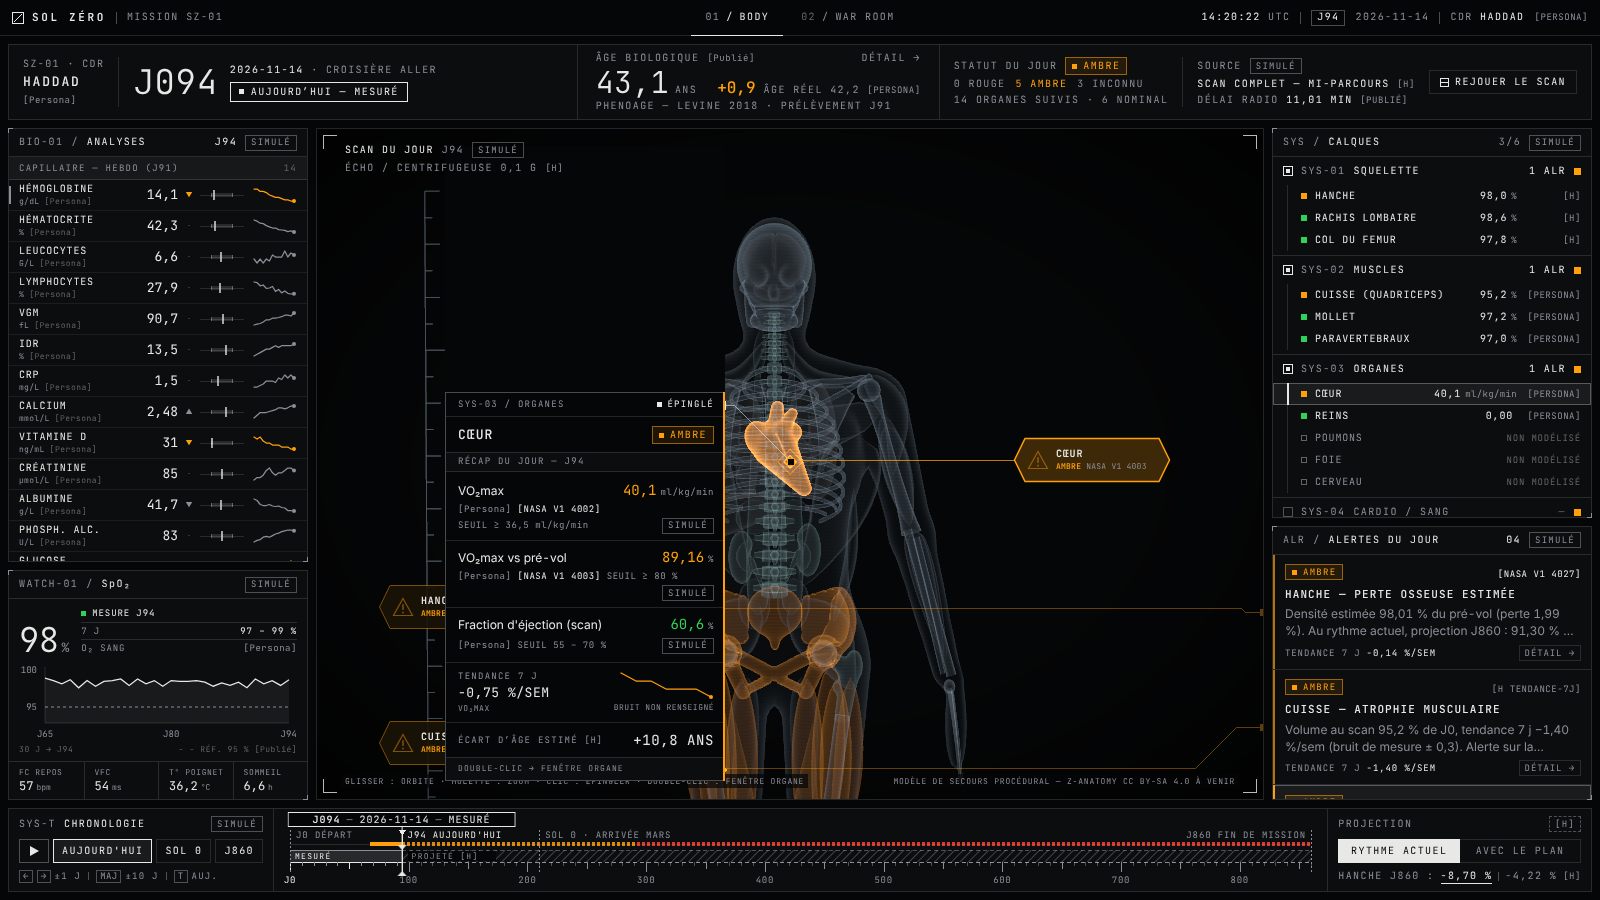 SOL ZÉRO | MISSION SZ-01
01 / BODY
02 / WAR ROOM
14:20:22 UTC | J94 2026-11-14 | CDR HADDAD [PERSONA]
SZ-01 · CDR
HADDAD
[Persona]
J094
2026-11-14 · CROISIÈRE ALLER
AUJOURD'HUI — MESURÉ
ÂGE BIOLOGIQUE [Publié]
DÉTAIL →
43,1 ANS +0,9 ÂGE RÉEL 42,2 [PERSONA]
PHENOAGE — LEVINE 2018 · PRÉLÈVEMENT J91
STATUT DU JOUR AMBRE
0 ROUGE 5 AMBRE 3 INCONNU
14 ORGANES SUIVIS · 6 NOMINAL
SOURCE SIMULÉ
SCAN COMPLET — MI-PARCOURS [H]
DÉLAI RADIO 11,01 MIN [PUBLIÉ]
REJOUER LE SCAN
BIO-01 / ANALYSES J94 SIMULÉ
CAPILLAIRE — HEBDO (J91) 14
HÉMOGLOBINE
g/dL [Persona]
14,1
HÉMATOCRITE
% [Persona]
42,3
LEUCOCYTES
G/L [Persona]
6,6
LYMPHOCYTES
% [Persona]
27,9
VGM
fL [Persona]
90,7
IDR
% [Persona]
13,5
CRP
mg/L [Persona]
1,5
CALCIUM
mmol/L [Persona]
2,48
VITAMINE D
ng/mL [Persona]
31
CRÉATININE
µmol/L [Persona]
85
ALBUMINE
g/L [Persona]
41,7
PHOSPH. ALC.
U/L [Persona]
83
GLUCOSE
WATCH-01 / SpO₂ SIMULÉ
98 %
MESURE J94
7 J 97 – 99 %
O₂ SANG [Persona]
100
95
J65 J80 J94
30 J → J94 - - RÉF. 95 % [Publié]
FC REPOS
57 bpm
VFC
54 ms
T° POIGNET
36,2 °C
SOMMEIL
6,6 h
SCAN DU JOUR J94 SIMULÉ
ÉCHO / CENTRIFUGEUSE 0,1 G [H]
SYS-03 / ORGANES ÉPINGLÉ
CŒUR AMBRE
RÉCAP DU JOUR — J94
VO₂max 40,1 ml/kg/min
[Persona] [NASA V1 4002]
SEUIL ≥ 36,5 ml/kg/min SIMULÉ
VO₂max vs pré-vol 89,16 %
[Persona] [NASA V1 4003] SEUIL ≥ 80 %
SIMULÉ
Fraction d'éjection (scan) 60,6 %
[Persona] SEUIL 55 – 70 % SIMULÉ
TENDANCE 7 J
-0,75 %/SEM
VO₂MAX BRUIT NON RENSEIGNÉ
ÉCART D'ÂGE ESTIMÉ [H] +10,8 ANS
DOUBLE-CLIC → FENÊTRE ORGANE
CŒUR
AMBRE NASA V1 4003
HANC
AMBRE
CUIS
AMBRE
GLISSER : ORBITE · MOLETTE : ZOOM · CLIC : ÉPINGLER · DOUBLE-CLIC : FENÊTRE ORGANE
MODÈLE DE SECOURS PROCÉDURAL — Z-ANATOMY CC BY-SA 4.0 À VENIR
SYS / CALQUES 3/6 SIMULÉ
SYS-01 SQUELETTE 1 ALR
HANCHE 98,0 % [H]
RACHIS LOMBAIRE 98,6 % [H]
COL DU FEMUR 97,8 % [H]
SYS-02 MUSCLES 1 ALR
CUISSE (QUADRICEPS) 95,2 % [PERSONA]
MOLLET 97,2 % [PERSONA]
PARAVERTEBRAUX 97,0 % [PERSONA]
SYS-03 ORGANES 1 ALR
CŒUR 40,1 ml/kg/min [PERSONA]
REINS 0,00 [PERSONA]
POUMONS NON MODÉLISÉ
FOIE NON MODÉLISÉ
CERVEAU NON MODÉLISÉ
SYS-04 CARDIO / SANG —
ALR / ALERTES DU JOUR 04 SIMULÉ
AMBRE [NASA V1 4027]
HANCHE — PERTE OSSEUSE ESTIMÉE
Densité estimée 98,01 % du pré-vol (perte 1,99
%). Au rythme actuel, projection J860 : 91,30 % ...
TENDANCE 7 J -0,14 %/SEM DÉTAIL →
AMBRE [H TENDANCE-7J]
CUISSE — ATROPHIE MUSCULAIRE
Volume au scan 95,2 % de J0, tendance 7 j −1,40
%/sem (bruit de mesure ± 0,3). Alerte sur la...
TENDANCE 7 J -1,40 %/SEM DÉTAIL →
SYS-T CHRONOLOGIE SIMULÉ
AUJOURD'HUI SOL 0 J860
← → ±1 J | MAJ ±10 J | T AUJ.
J094 — 2026-11-14 — MESURÉ
J0 DÉPART J94 AUJOURD'HUI SOL 0 · ARRIVÉE MARS J860 FIN DE MISSION
MESURÉ PROJETÉ [H]
J0 100 200 300 400 500 600 700 800
PROJECTION [H]
RYTHME ACTUEL AVEC LE PLAN
HANCHE J860 : -8,70 % | -4,22 % [H]